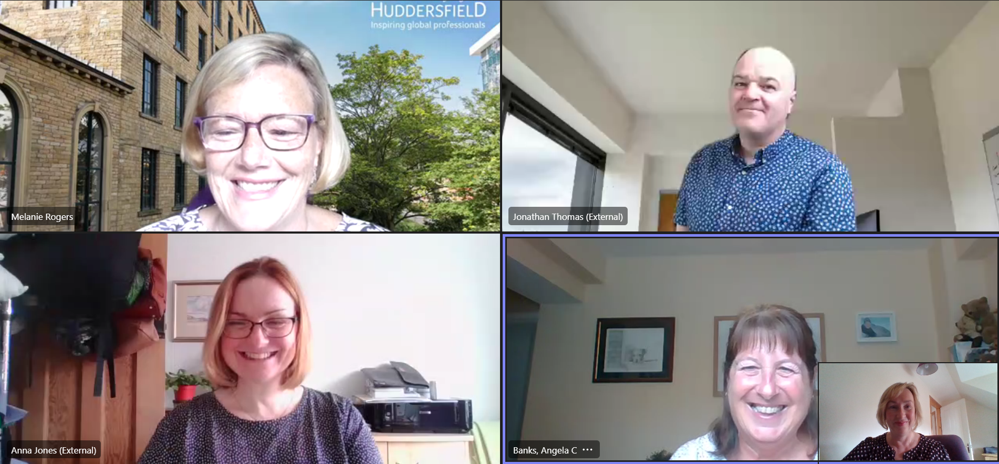 HUDDERSFIELD
Inspiring global professionals
Melanie Rogers
Jonathan Thomas (External)
Anna Jones (External)
Banks, Angela C ···